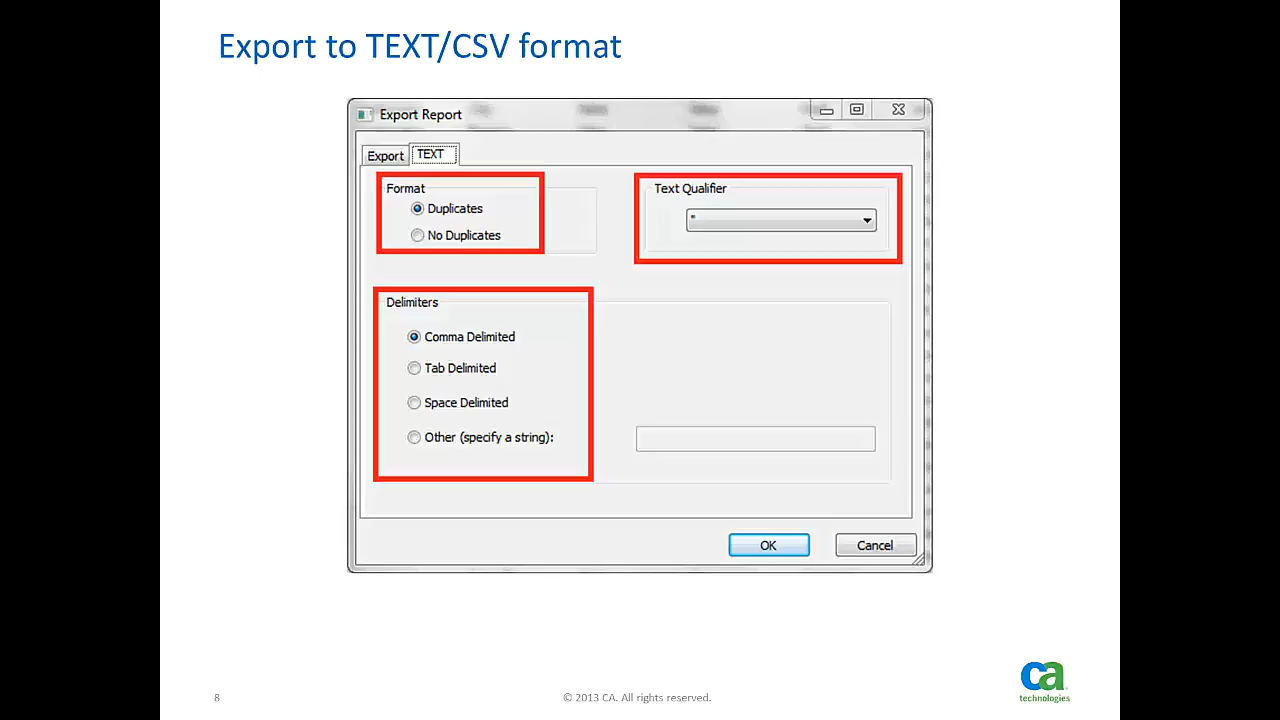 Export to TEXT/CSV format
Export Report
Export
TEXT
Format
Duplicates
No Duplicates
Text Qualifier
"
Delimiters
Comma Delimited
Tab Delimited
Space Delimited
Other (specify a string):
OK
Cancel
8
© 2013 CA. All rights reserved.
ca
technologies